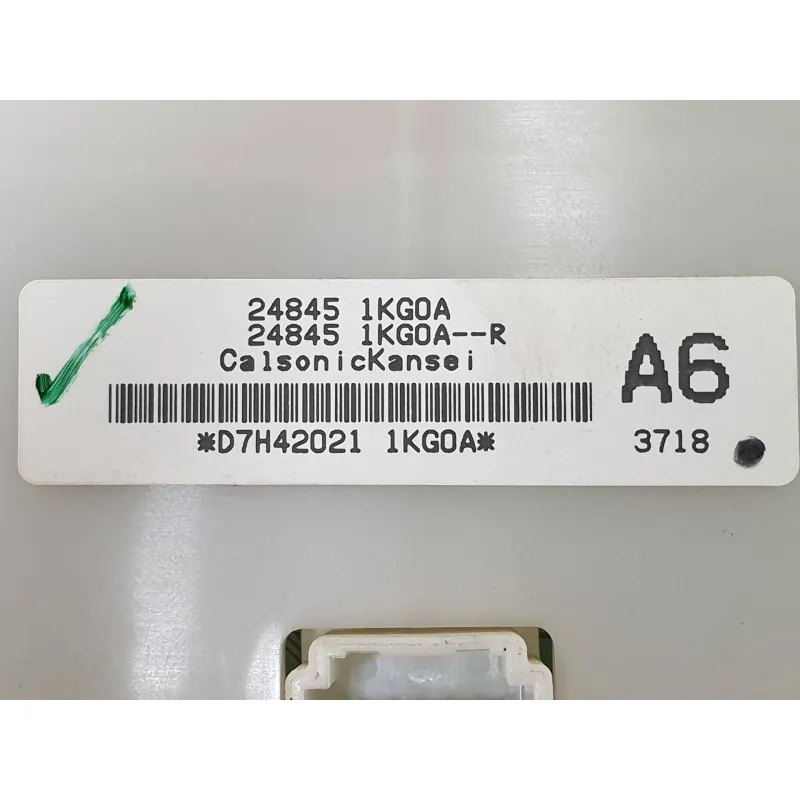 24845 1KG0A
24845 1KG0A--R
CalsonicKansei
A6
*D7H42021 1KG0A*
3718